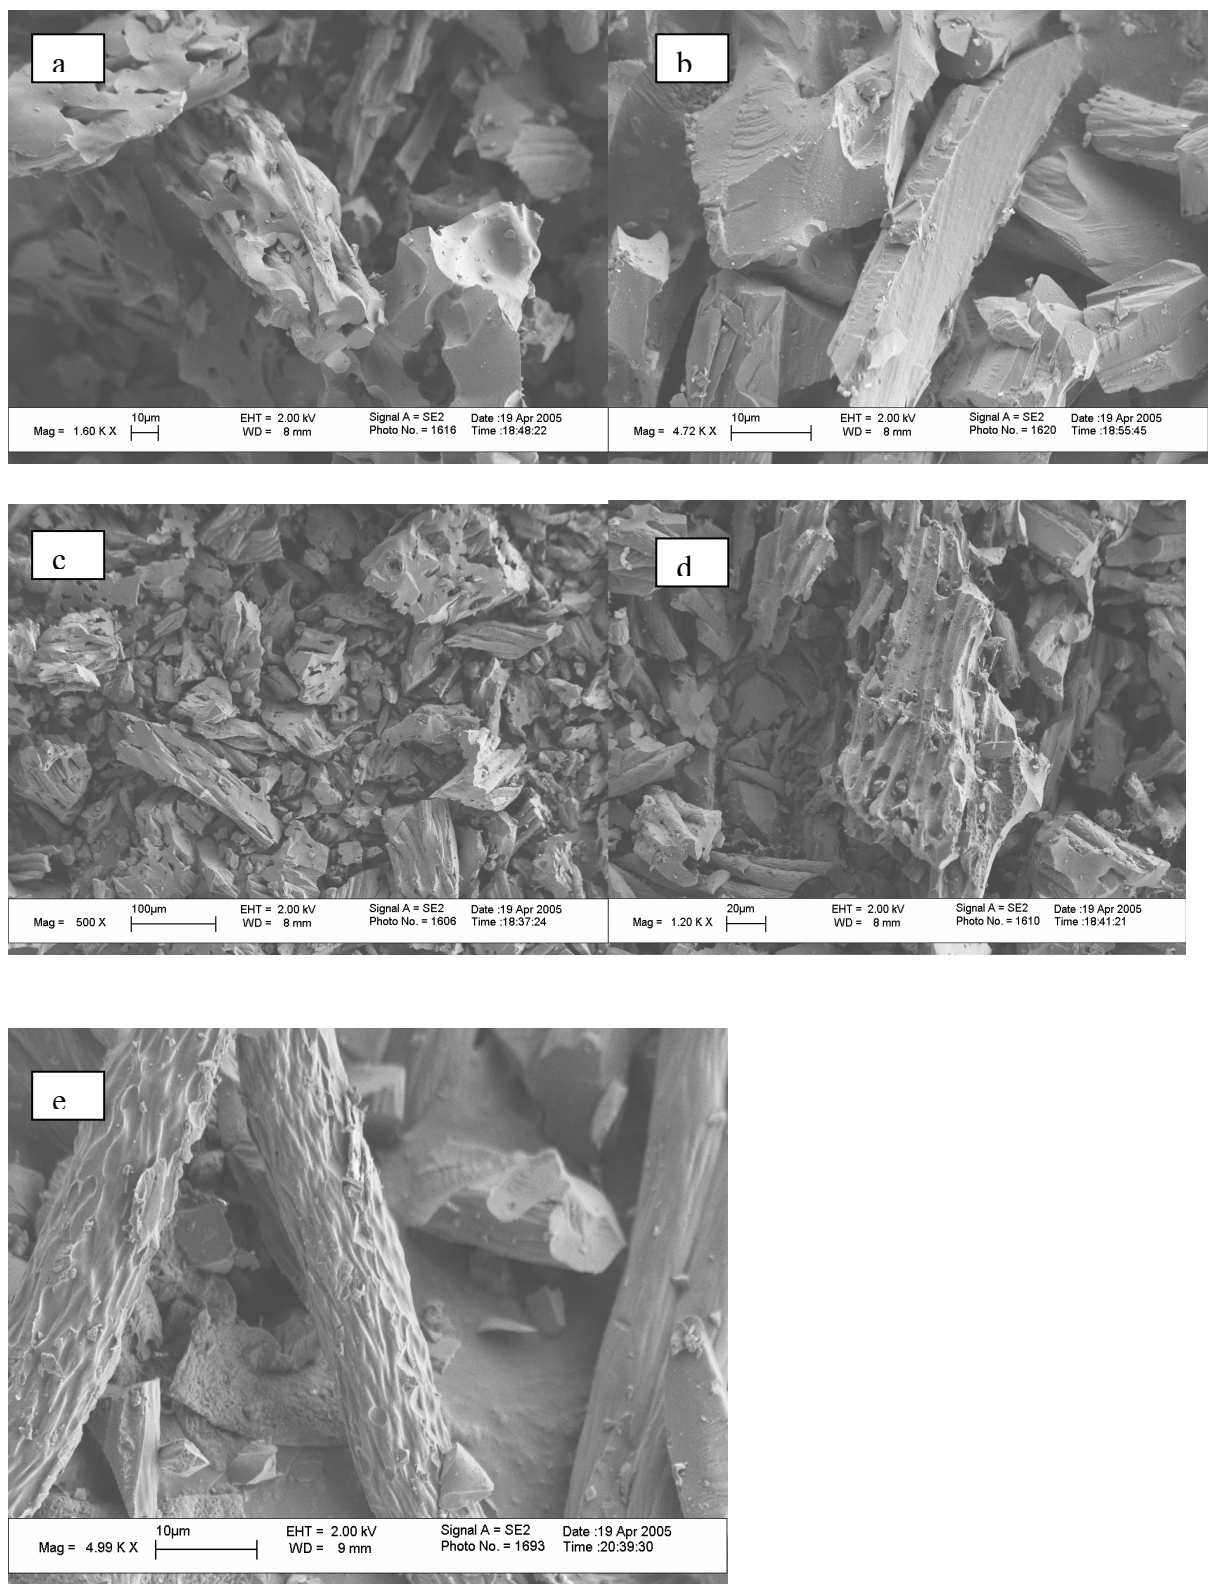 a
b
10µm
Mag = 1.60 K X
EHT = 2.00 kV
WD = 8 mm
Signal A = SE2
Photo No. = 1616
Date :19 Apr 2005
Time :18:48:22
10µm
Mag = 4.72 K X
EHT = 2.00 kV
WD = 8 mm
Signal A = SE2
Photo No. = 1620
Date :19 Apr 2005
Time :18:55:45
c
d
100µm
Mag = 500 X
EHT = 2.00 kV
WD = 8 mm
Signal A = SE2
Photo No. = 1606
Date :19 Apr 2005
Time :18:37:24
20µm
Mag = 1.20 K X
EHT = 2.00 kV
WD = 8 mm
Signal A = SE2
Photo No. = 1610
Date :19 Apr 2005
Time :18:41:21
e
10µm
Mag = 4.99 K X
EHT = 2.00 kV
WD = 9 mm
Signal A = SE2
Photo No. = 1693
Date :19 Apr 2005
Time :20:39:30